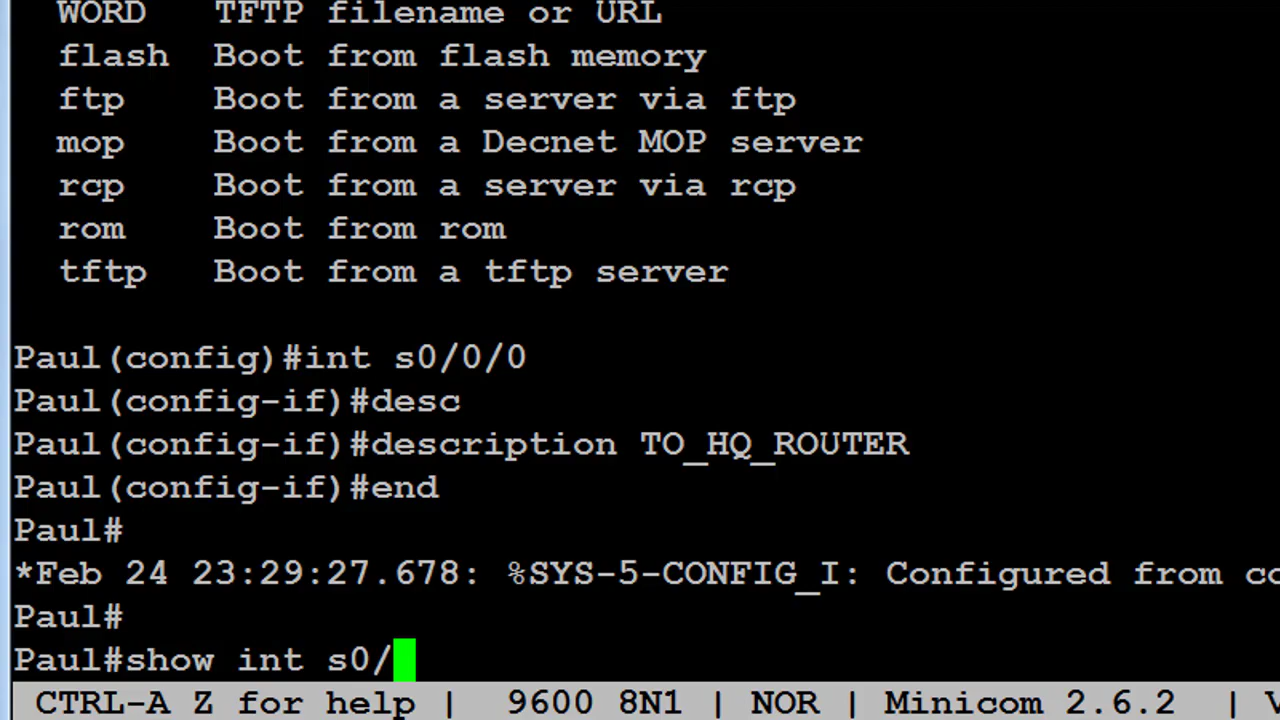 WORD   TFTP filename or URL
flash  Boot from flash memory
ftp    Boot from a server via ftp
mop    Boot from a Decnet MOP server
rcp    Boot from a server via rcp
rom    Boot from rom
tftp   Boot from a tftp server
Paul(config)#int s0/0/0
Paul(config-if)#desc
Paul(config-if)#description TO_HQ_ROUTER
Paul(config-if)#end
Paul#
*Feb 24 23:29:27.678: %SYS-5-CONFIG_I: Configured from co
Paul#
Paul#show int s0/
CTRL-A Z for help |  9600 8N1 | NOR | Minicom 2.6.2  | V